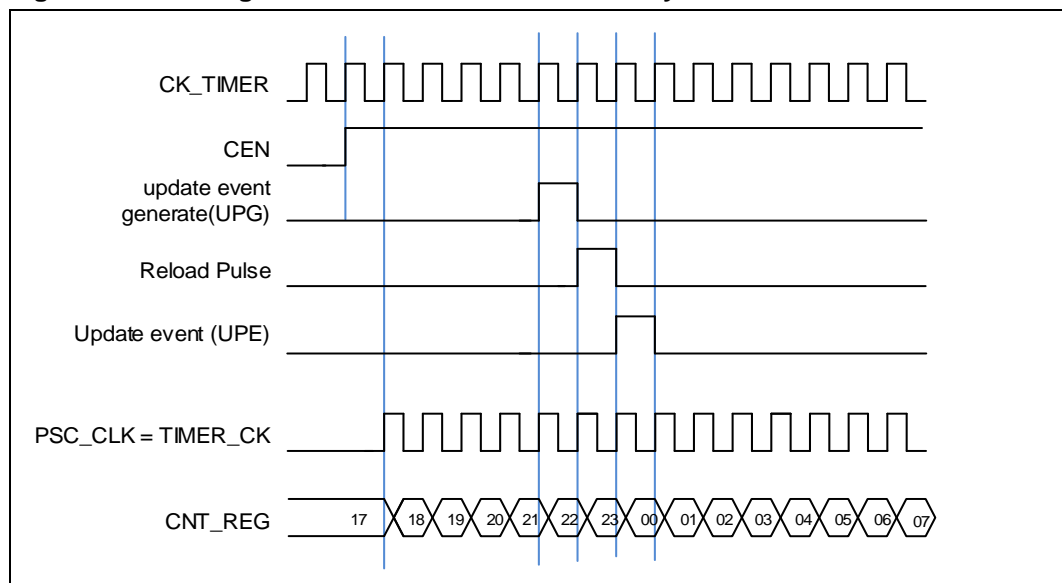 CK_TIMER
CEN
update event
generate(UPG)
Reload Pulse
Update event (UPE)
PSC_CLK = TIMER_CK
CNT_REG 17 18 19 20 21 22 23 00 01 02 03 04 05 06 07